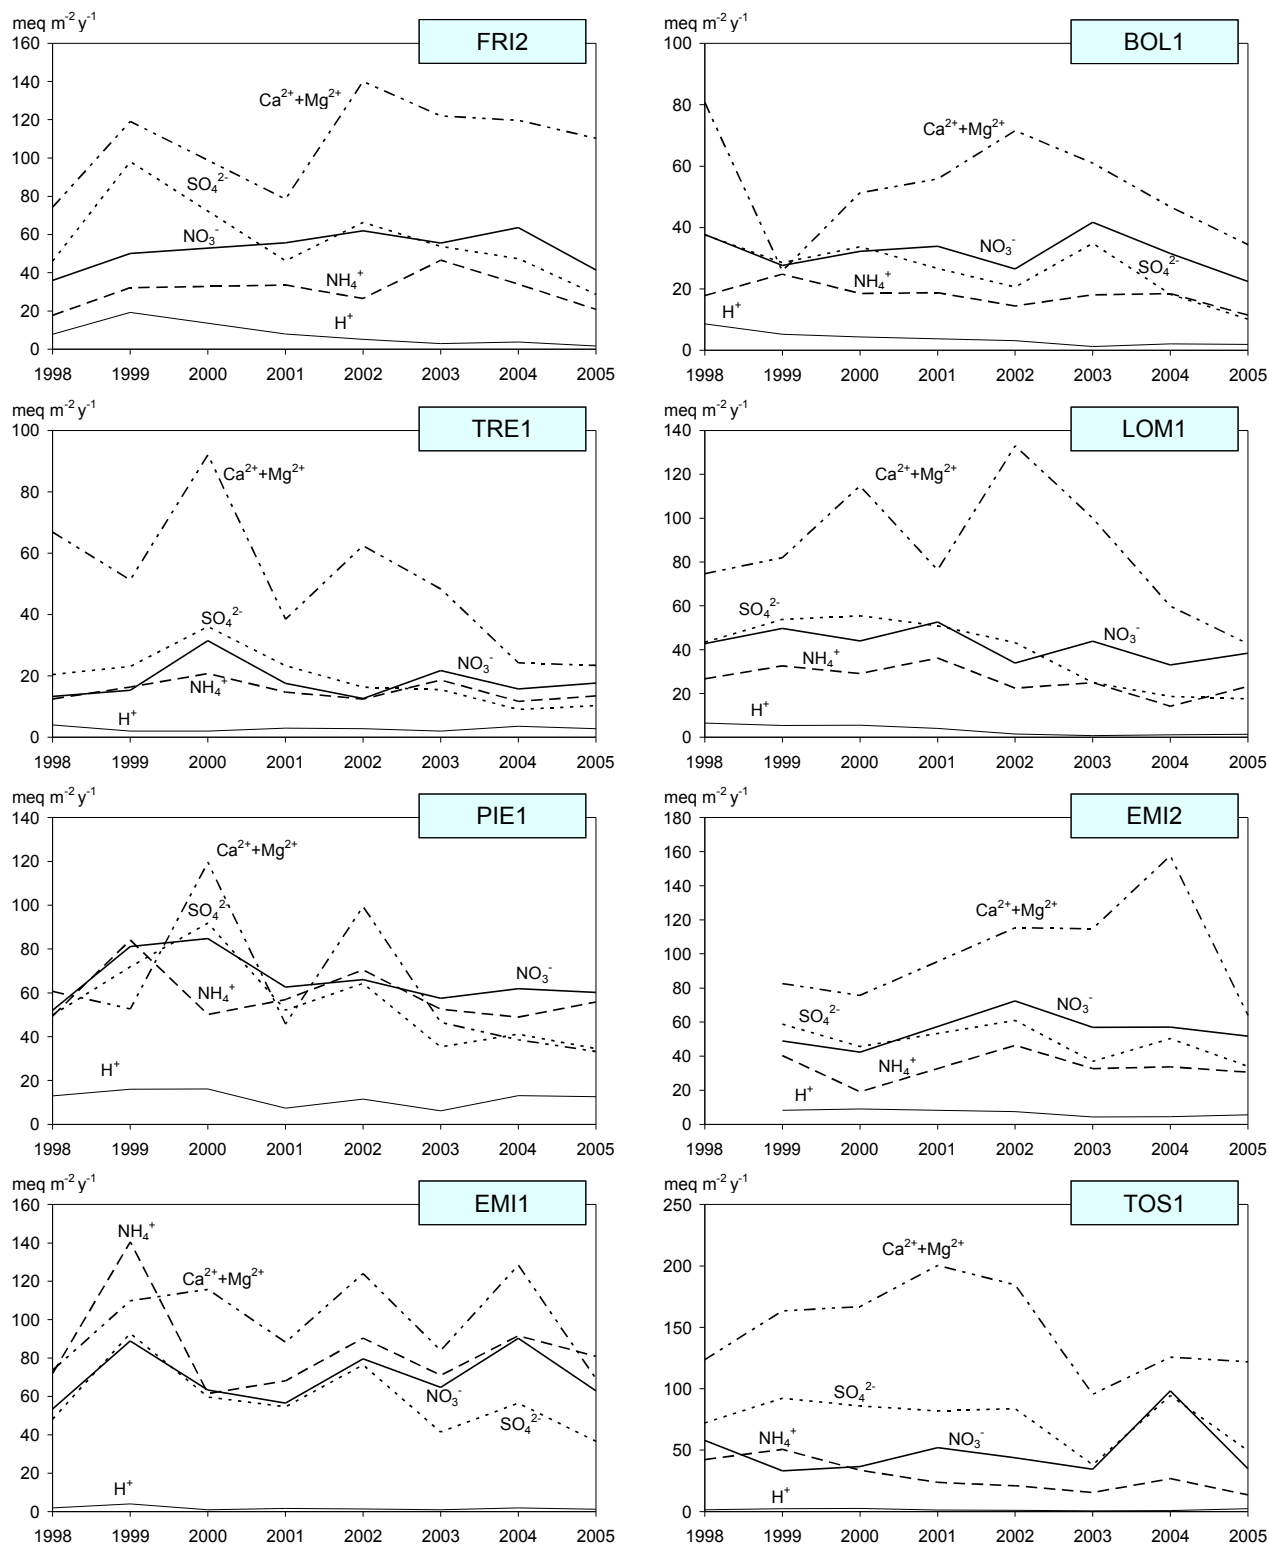 meq m⁻² y⁻¹
FRI2
160
140
120
100
80
60
40
20
0
Ca²⁺+Mg²⁺
SO₄²⁻
NO₃⁻
NH₄⁺
H⁺
1998 1999 2000 2001 2002 2003 2004 2005
meq m⁻² y⁻¹
BOL1
100
80
60
40
20
0
Ca²⁺+Mg²⁺
NO₃⁻
SO₄²⁻
NH₄⁺
H⁺
1998 1999 2000 2001 2002 2003 2004 2005
meq m⁻² y⁻¹
TRE1
100
80
60
40
20
0
Ca²⁺+Mg²⁺
SO₄²⁻
NO₃⁻
NH₄⁺
H⁺
1998 1999 2000 2001 2002 2003 2004 2005
meq m⁻² y⁻¹
LOM1
140
120
100
80
60
40
20
0
Ca²⁺+Mg²⁺
SO₄²⁻
NO₃⁻
NH₄⁺
H⁺
1998 1999 2000 2001 2002 2003 2004 2005
meq m⁻² y⁻¹
PIE1
140
120
100
80
60
40
20
0
Ca²⁺+Mg²⁺
SO₄²⁻
NO₃⁻
NH₄⁺
H⁺
1998 1999 2000 2001 2002 2003 2004 2005
meq m⁻² y⁻¹
EMI2
180
160
140
120
100
80
60
40
20
0
Ca²⁺+Mg²⁺
NO₃⁻
SO₄²⁻
NH₄⁺
H⁺
1998 1999 2000 2001 2002 2003 2004 2005
meq m⁻² y⁻¹
EMI1
160
140
120
100
80
60
40
20
0
NH₄⁺
Ca²⁺+Mg²⁺
NO₃⁻
SO₄²⁻
H⁺
1998 1999 2000 2001 2002 2003 2004 2005
meq m⁻² y⁻¹
TOS1
250
200
150
100
50
0
Ca²⁺+Mg²⁺
SO₄²⁻
NH₄⁺
NO₃⁻
H⁺
1998 1999 2000 2001 2002 2003 2004 2005